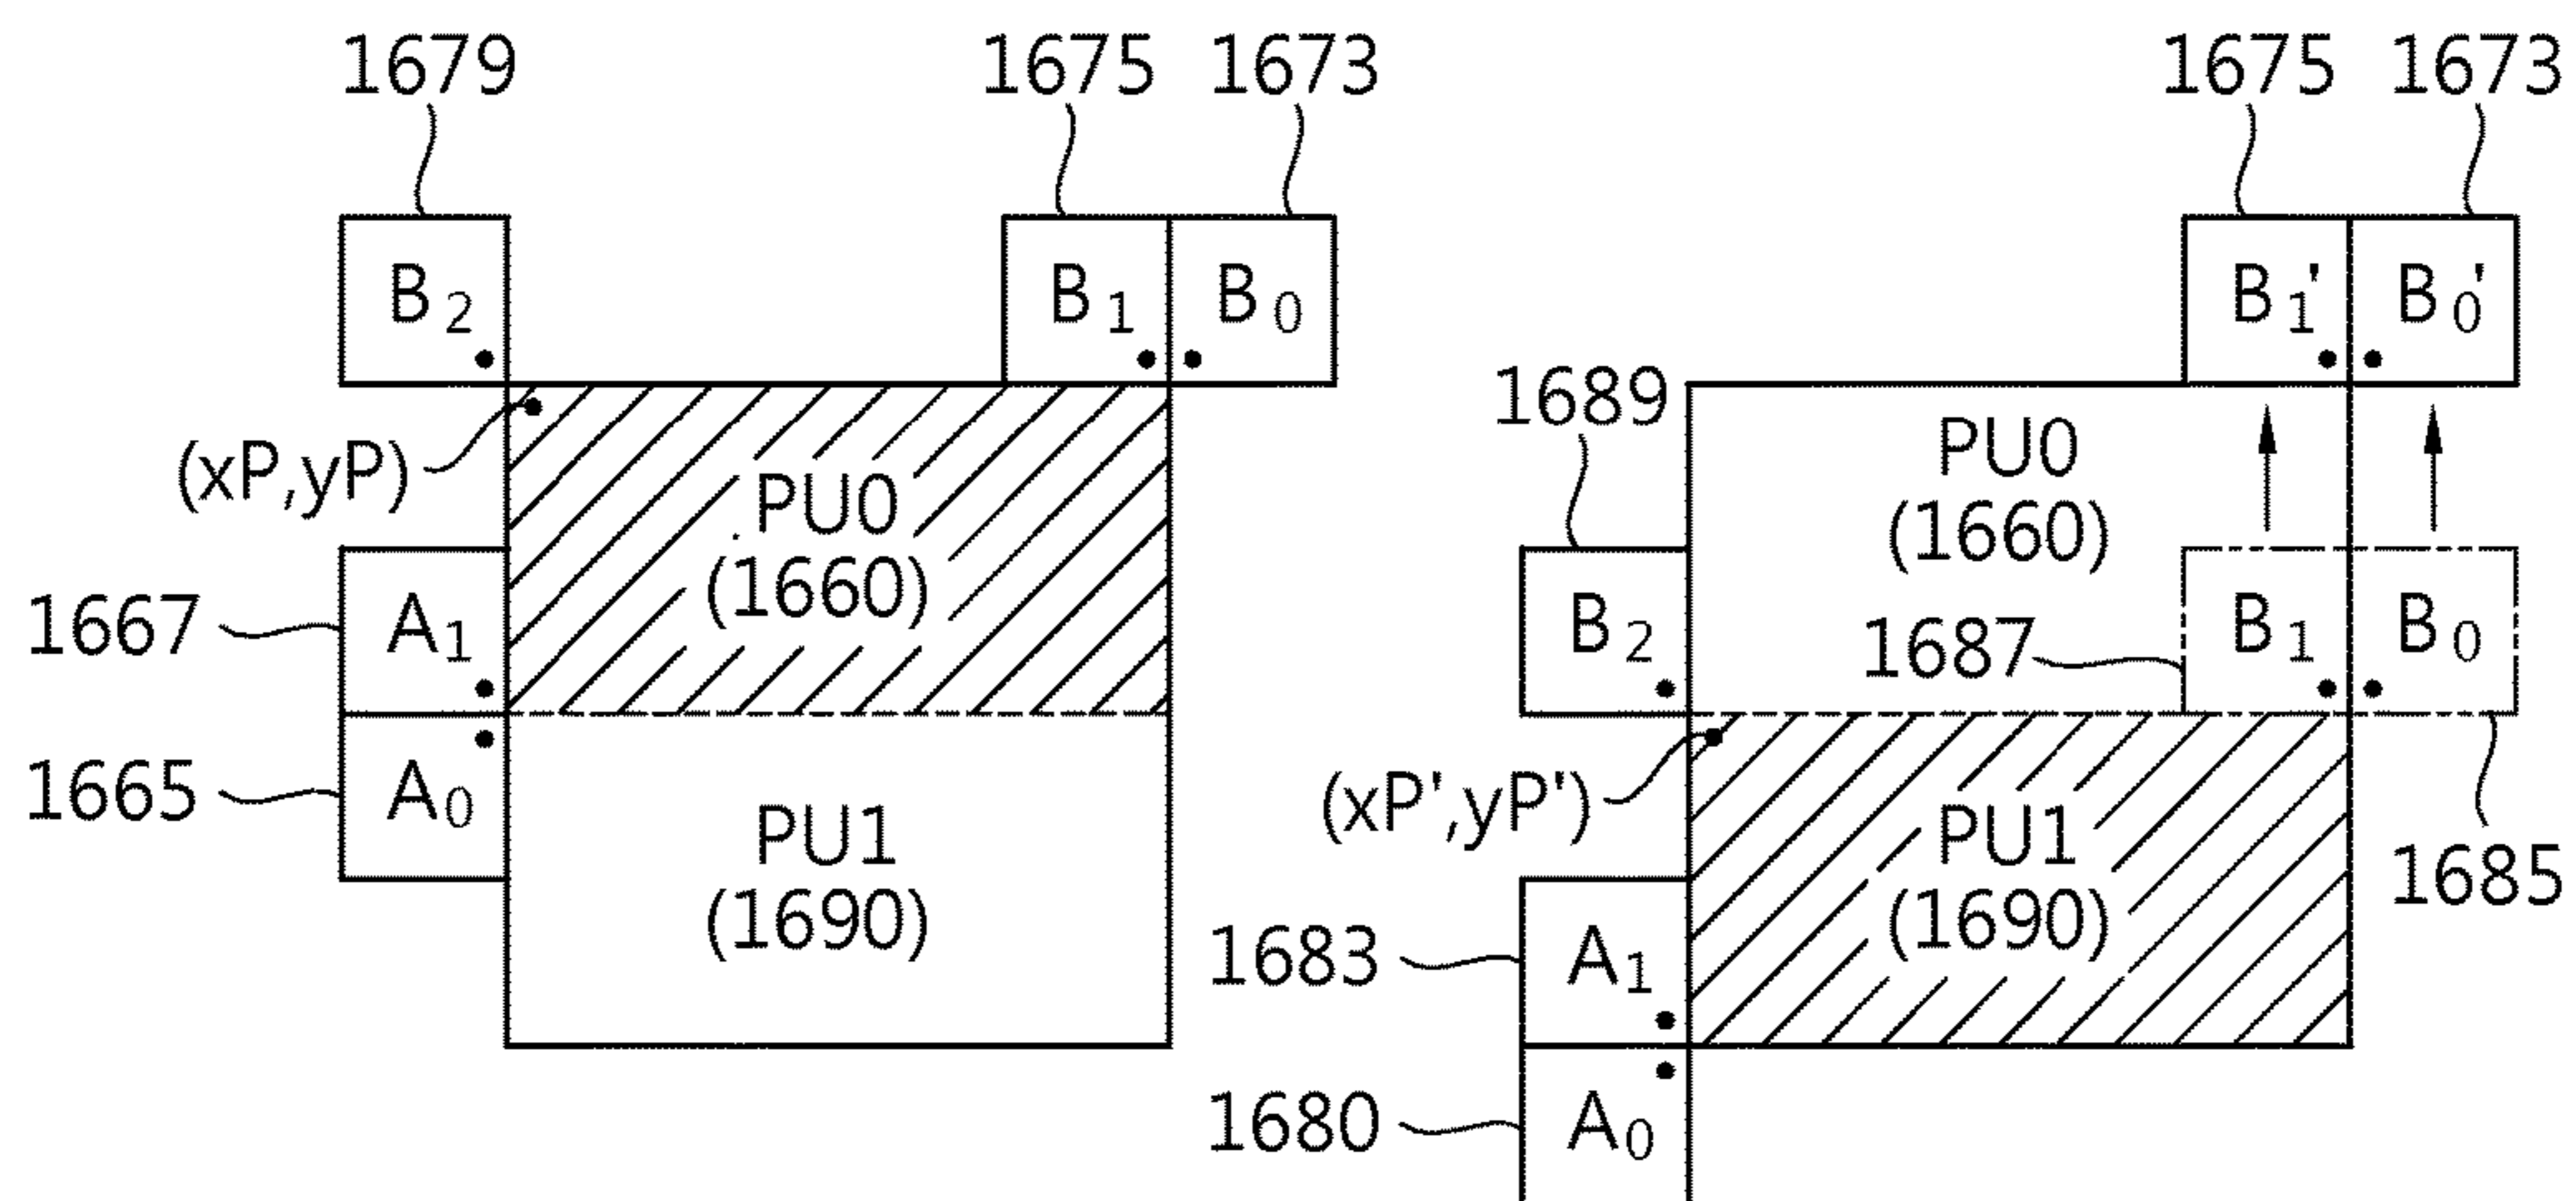 1679
1675
1673
B2
B1
B0
(xP,yP)
PU0
(1660)
1667
A1
1665
A0
PU1
(1690)
1675
1673
B1'
B0'
1689
PU0
(1660)
B2
1687
B1
B0
(xP',yP')
1685
PU1
(1690)
1683
A1
1680
A0